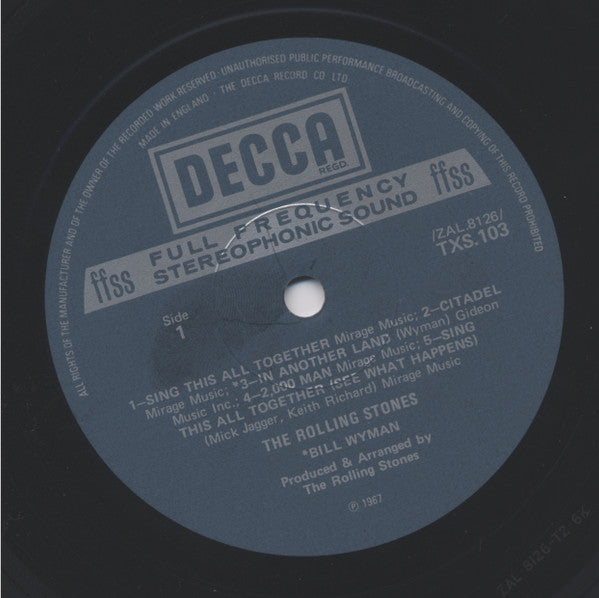 ALL RIGHTS OF THE MANUFACTURER AND OF THE OWNER OF THE RECORDED WORK RESERVED · UNAUTHORISED PUBLIC PERFORMANCE BROADCASTING AND COPYING OF THIS RECORD PROHIBITED
MADE IN ENGLAND · THE DECCA RECORD CO LTD
DECCA
REGD.
ffss FULL FREQUENCY ffss
STEREOPHONIC SOUND
/ZAL.8126/
TXS.103
Side
1
1–SING THIS ALL TOGETHER Mirage Music; 2–CITADEL
Mirage Music; *3–IN ANOTHER LAND (Wyman) Gideon
Music Inc.; 4–2,000 MAN Mirage Music; 5–SING
THIS ALL TOGETHER (SEE WHAT HAPPENS)
(Mick Jagger, Keith Richard) Mirage Music
THE ROLLING STONES
*BILL WYMAN
Produced & Arranged by
The Rolling Stones
℗ 1967
ZAL 8126-T2